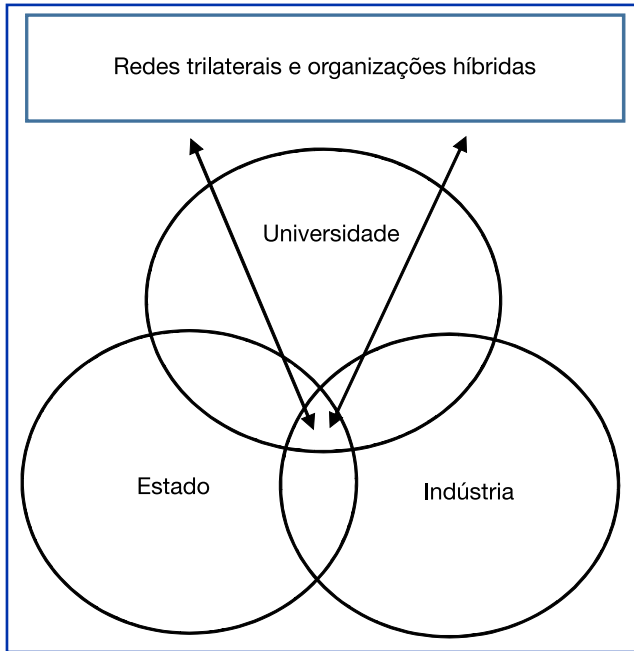 Redes trilaterais e organizações híbridas
Universidade
Estado
Indústria